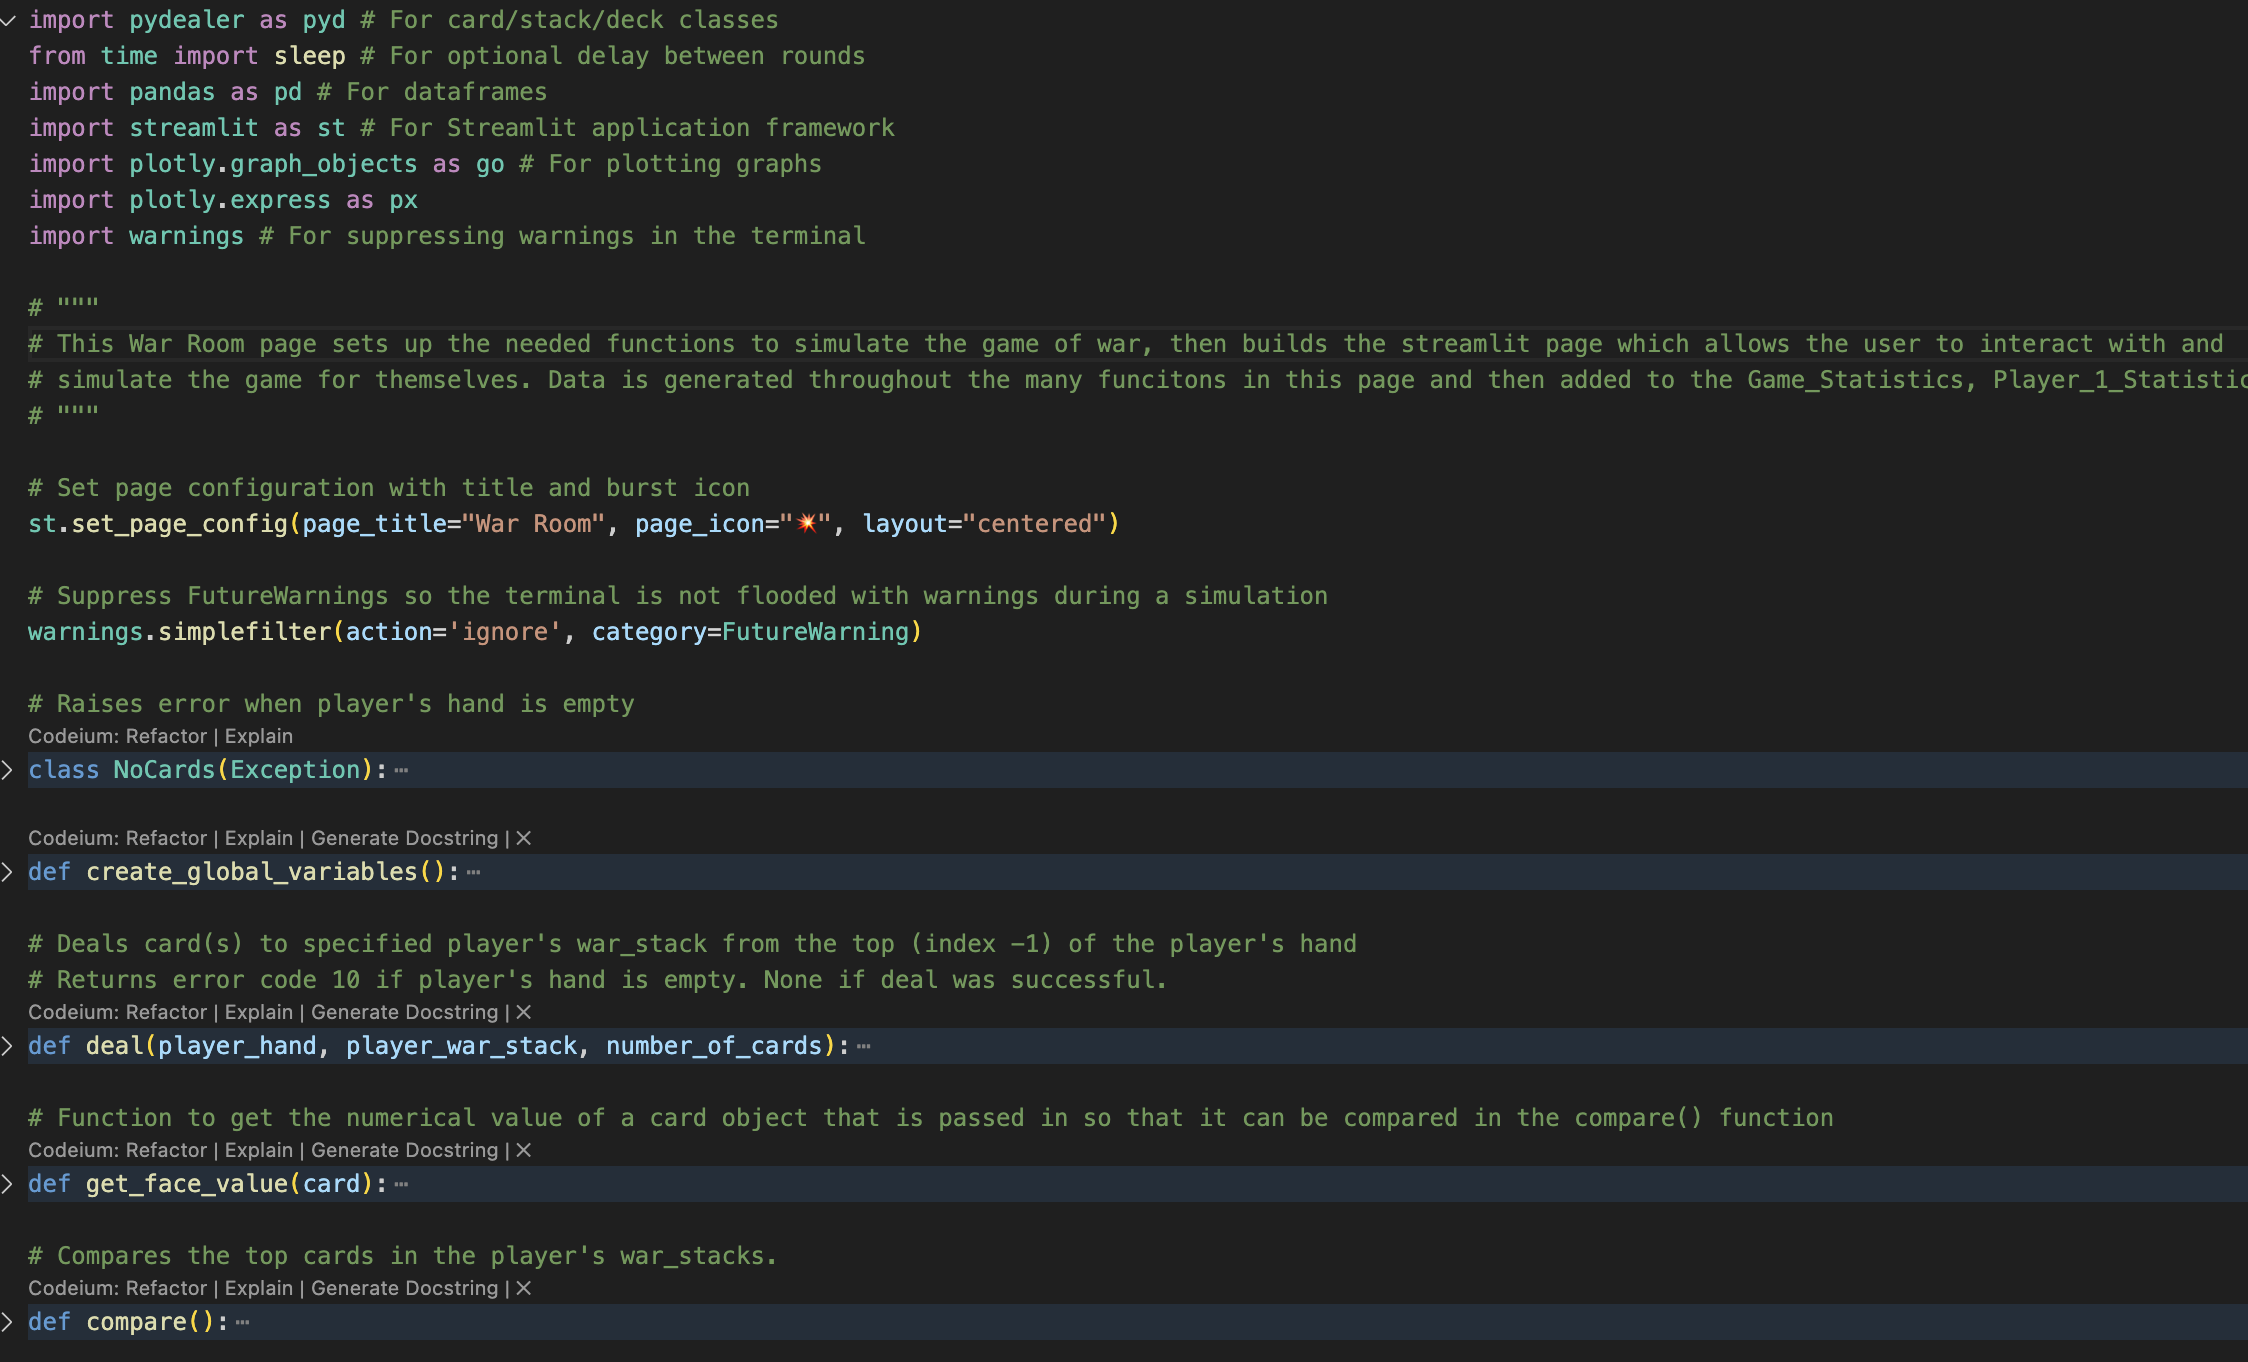 import pydealer as pyd # For card/stack/deck classes
from time import sleep # For optional delay between rounds
import pandas as pd # For dataframes
import streamlit as st # For Streamlit application framework
import plotly.graph_objects as go # For plotting graphs
import plotly.express as px
import warnings # For suppressing warnings in the terminal
# """
# This War Room page sets up the needed functions to simulate the game of war, then builds the streamlit page which allows the user to interact with and
# simulate the game for themselves. Data is generated throughout the many funcitons in this page and then added to the Game_Statistics, Player_1_Statistic
# """
# Set page configuration with title and burst icon
st.set_page_config(page_title="War Room", page_icon="💥", layout="centered")
# Suppress FutureWarnings so the terminal is not flooded with warnings during a simulation
warnings.simplefilter(action='ignore', category=FutureWarning)
# Raises error when player's hand is empty
Codeium: Refactor | Explain
class NoCards(Exception):⋯
Codeium: Refactor | Explain | Generate Docstring | ✕
def create_global_variables():⋯
# Deals card(s) to specified player's war_stack from the top (index -1) of the player's hand
# Returns error code 10 if player's hand is empty. None if deal was successful.
Codeium: Refactor | Explain | Generate Docstring | ✕
def deal(player_hand, player_war_stack, number_of_cards):⋯
# Function to get the numerical value of a card object that is passed in so that it can be compared in the compare() function
Codeium: Refactor | Explain | Generate Docstring | ✕
def get_face_value(card):⋯
# Compares the top cards in the player's war_stacks.
Codeium: Refactor | Explain | Generate Docstring | ✕
def compare():⋯